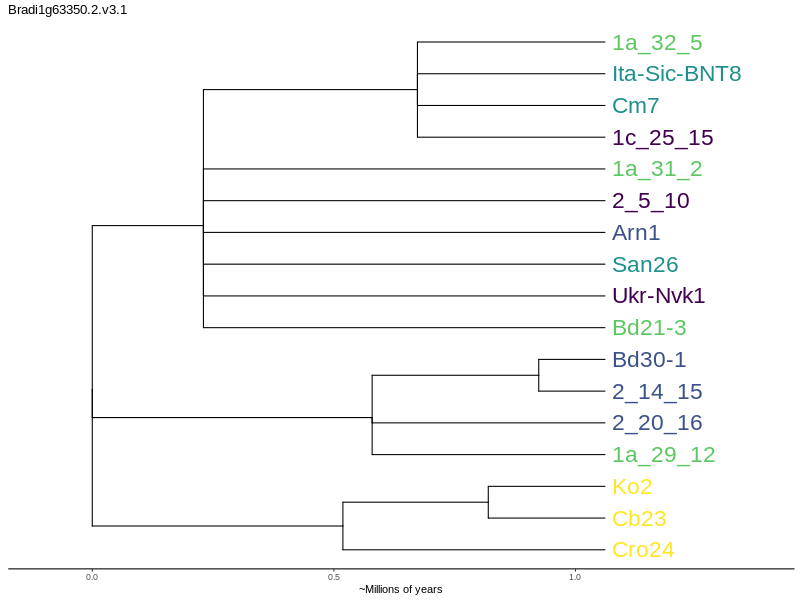 Bradi1g63350.2.v3.1
1a_32_5
Ita-Sic-BNT8
Cm7
1c_25_15
1a_31_2
2_5_10
Arn1
San26
Ukr-Nvk1
Bd21-3
Bd30-1
2_14_15
2_20_16
1a_29_12
Ko2
Cb23
Cro24
0.0 0.5 1.0
~Millions of years